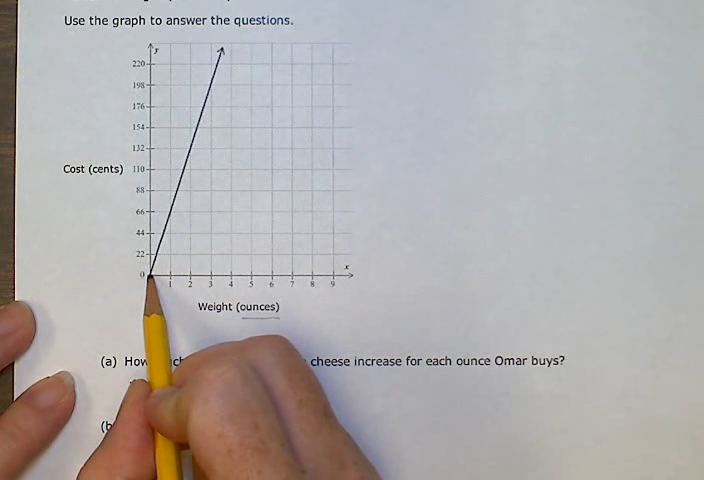 Use the graph to answer the questions.
y
220
198
176
154
132
Cost (cents) 110
88
66
44
22
0
x
1 2 3 4 5 6 7 8 9
Weight (ounces)
(a) How cheese increase for each ounce Omar buys?
(b